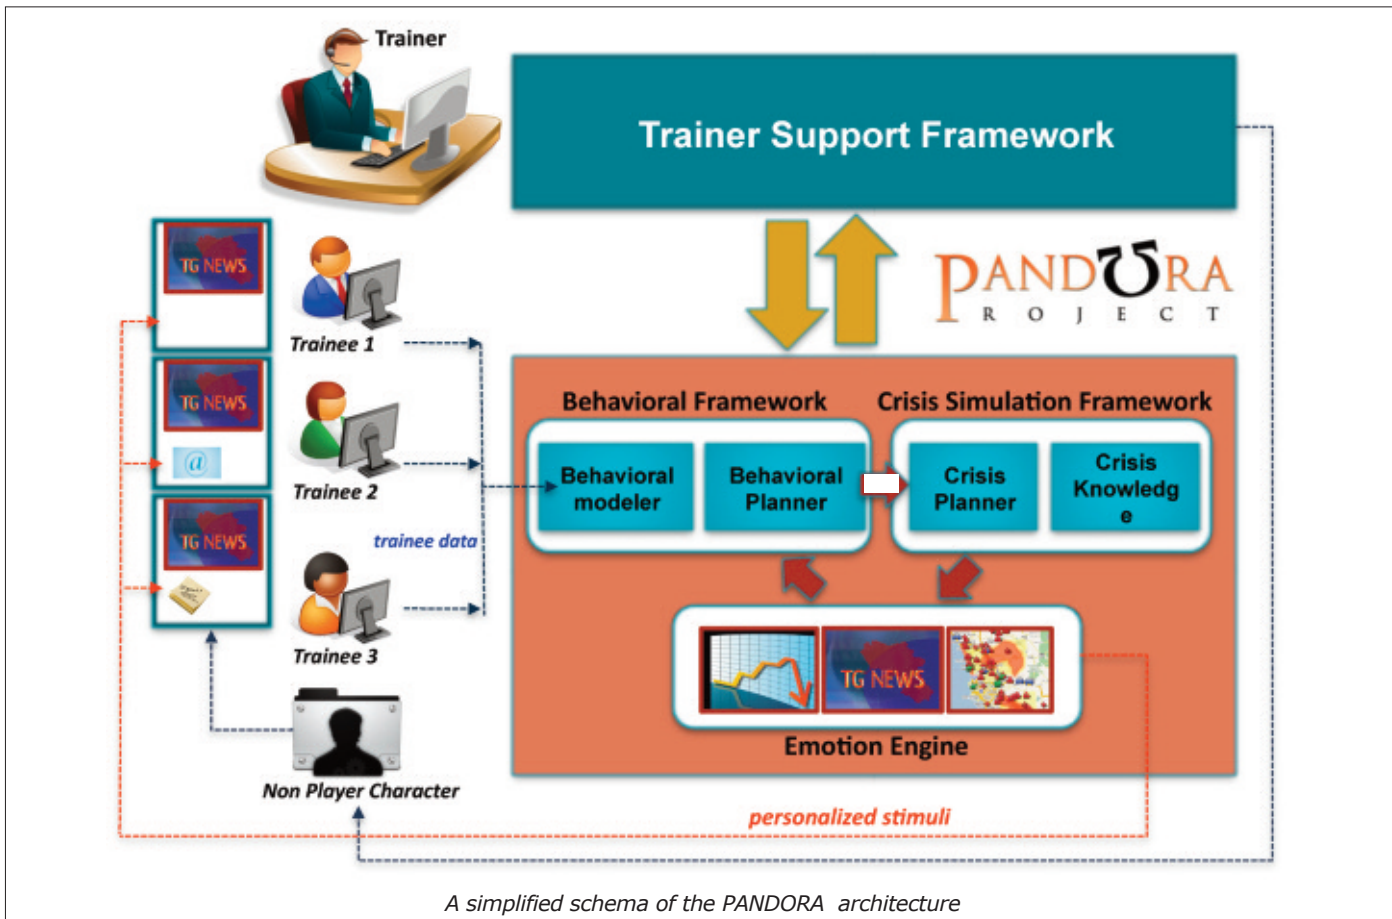 Trainer
Trainer Support Framework
TG NEWS
Trainee 1
PANDORA
PROJECT
TG NEWS
@
Trainee 2
TG NEWS
trainee data
Trainee 3
Behavioral Framework
Crisis Simulation Framework
Behavioral
modeler
Behavioral
Planner
Crisis
Planner
Crisis
Knowledg
e
TG NEWS
Emotion Engine
Non Player Character
personalized stimuli
A simplified schema of the PANDORA architecture